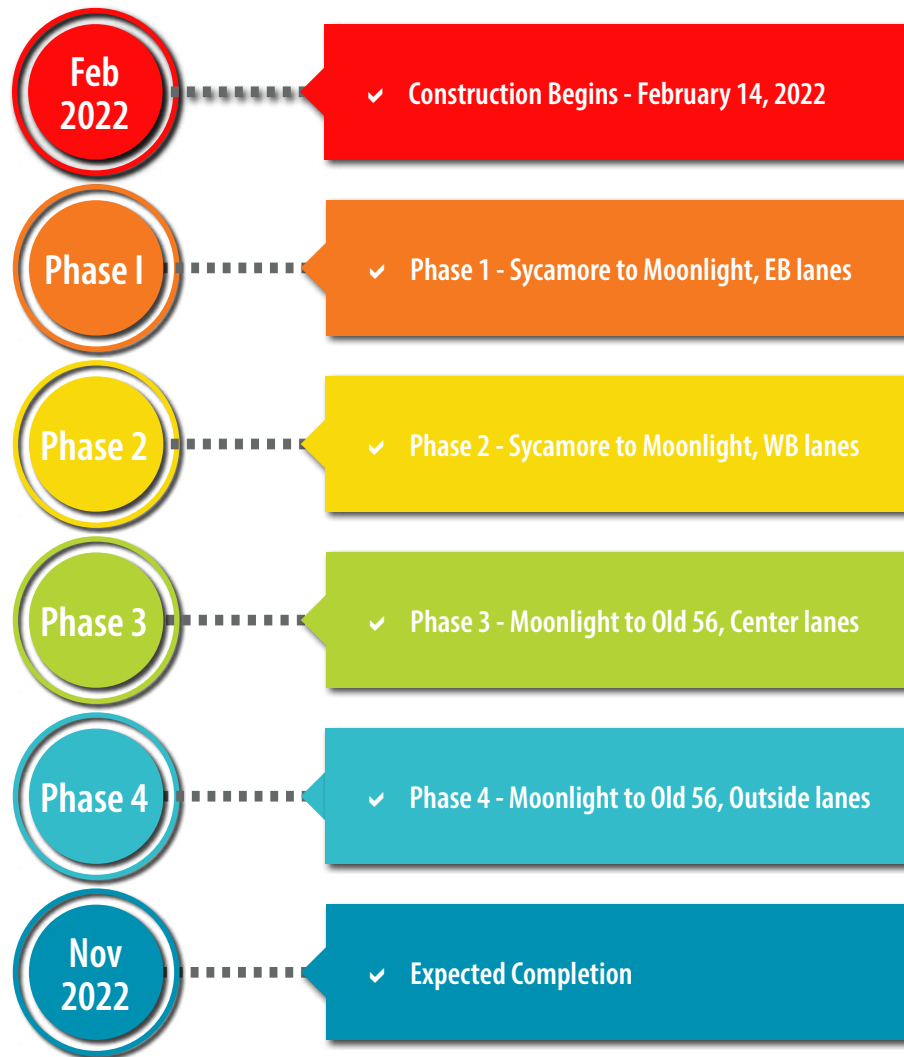 Feb
2022
✓ Construction Begins - February 14, 2022
Phase I
✓ Phase 1 - Sycamore to Moonlight, EB lanes
Phase 2
✓ Phase 2 - Sycamore to Moonlight, WB lanes
Phase 3
✓ Phase 3 - Moonlight to Old 56, Center lanes
Phase 4
✓ Phase 4 - Moonlight to Old 56, Outside lanes
Nov
2022
✓ Expected Completion